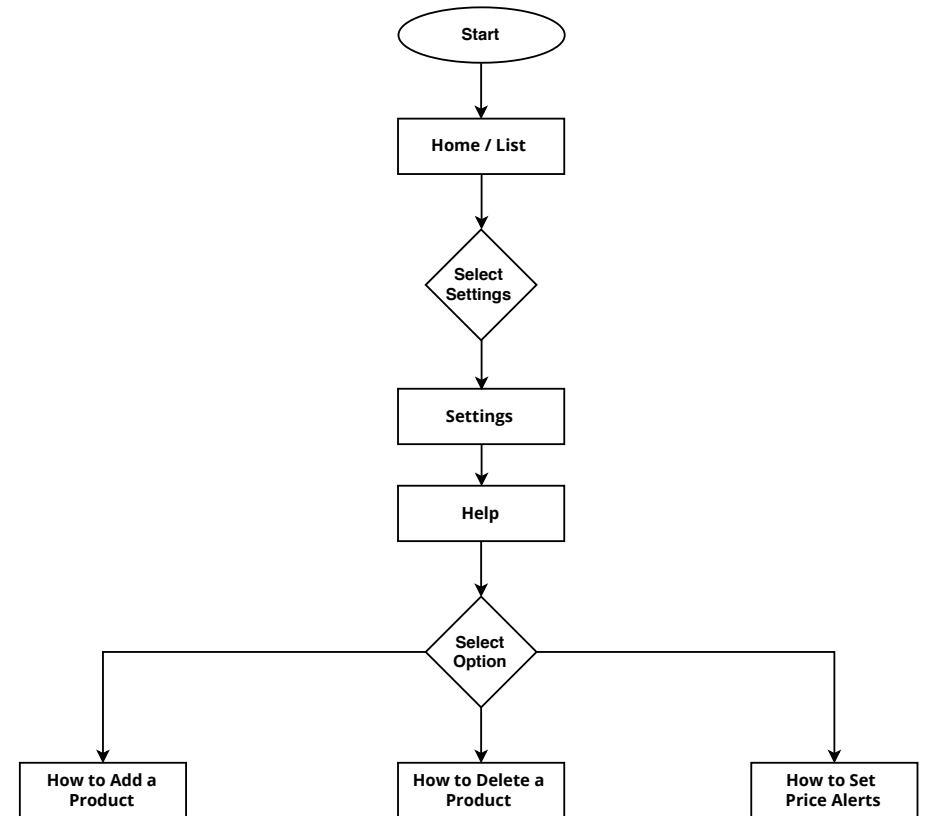 Start
Home / List
Select
Settings
Settings
Help
Select
Option
How to Add a
Product
How to Delete a
Product
How to Set
Price Alerts